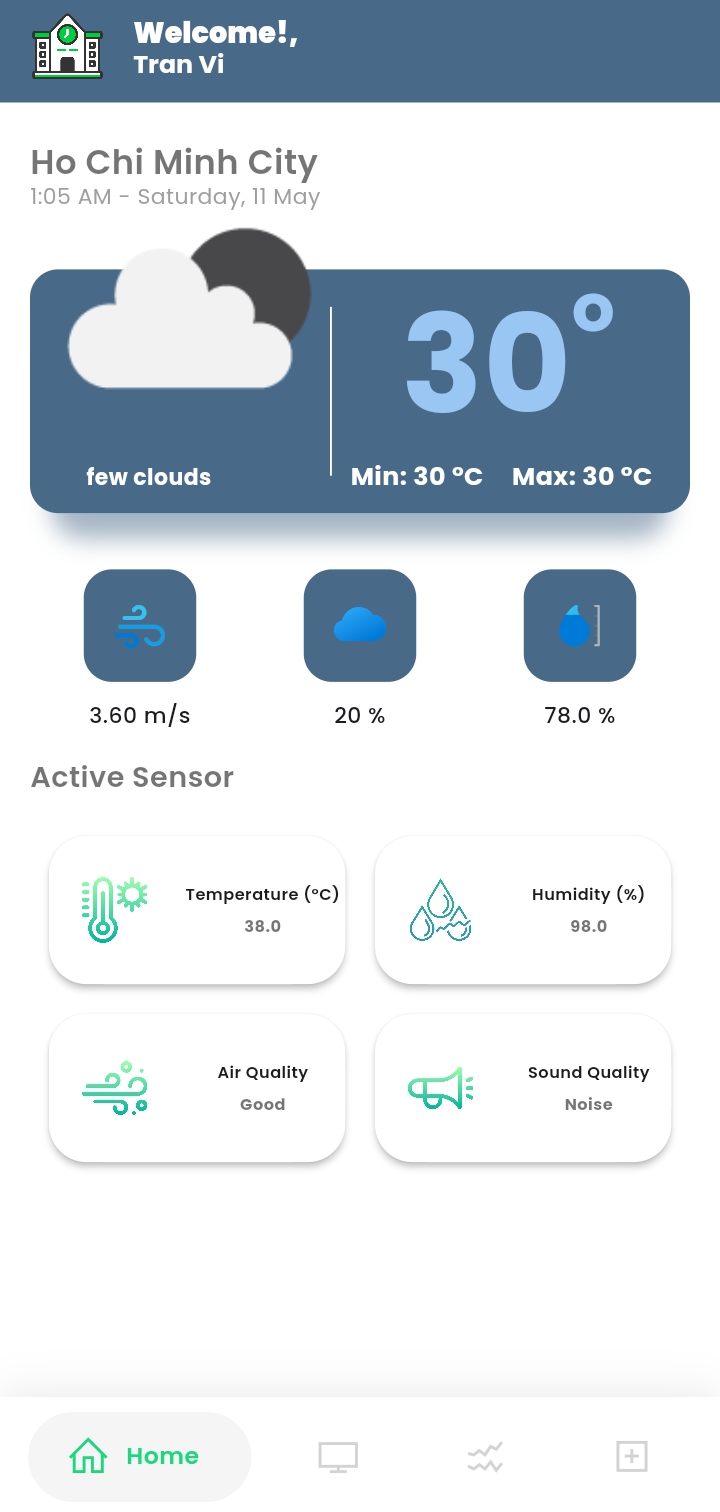 Welcome!,
Tran Vi
Ho Chi Minh City
1:05 AM - Saturday, 11 May
30°
few clouds
Min: 30 °C Max: 30 °C
3.60 m/s
20 %
78.0 %
Active Sensor
Temperature (°C)
38.0
Humidity (%)
98.0
Air Quality
Good
Sound Quality
Noise
Home